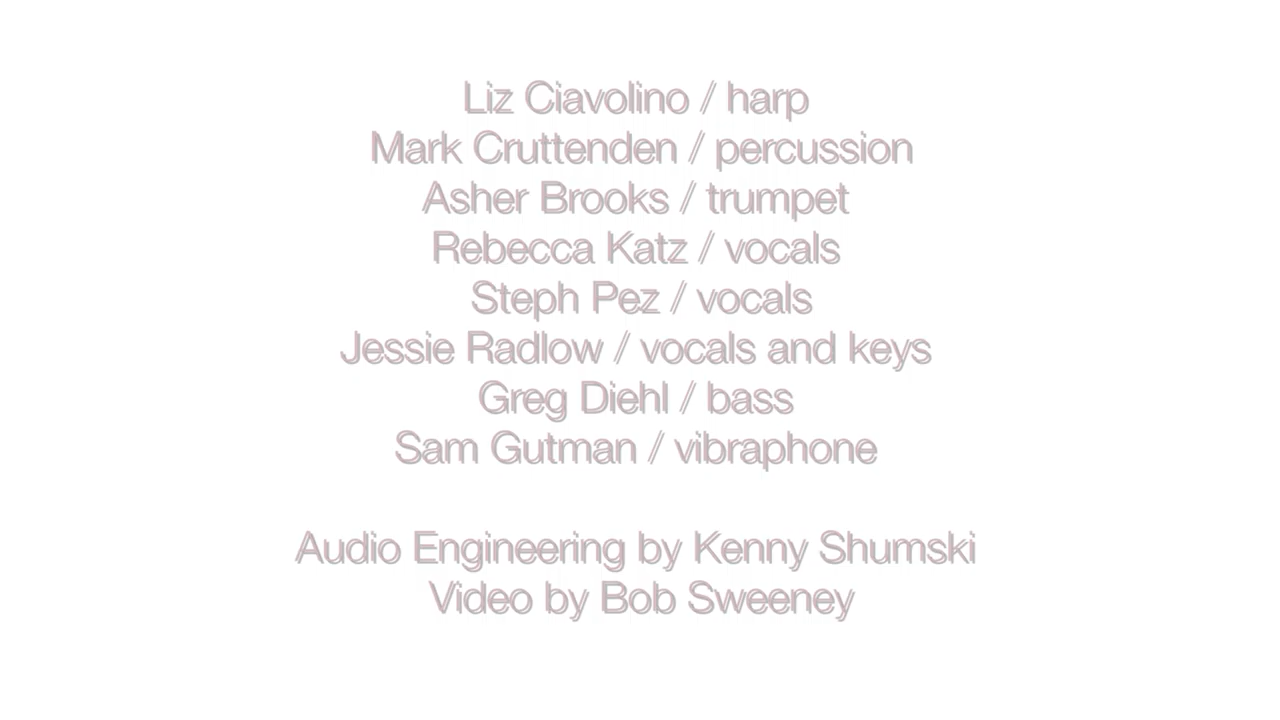 Liz Ciavolino / harp
Mark Cruttenden / percussion
Asher Brooks / trumpet
Rebecca Katz / vocals
Steph Pez / vocals
Jessie Radlow / vocals and keys
Greg Diehl / bass
Sam Gutman / vibraphone
Audio Engineering by Kenny Shumski
Video by Bob Sweeney